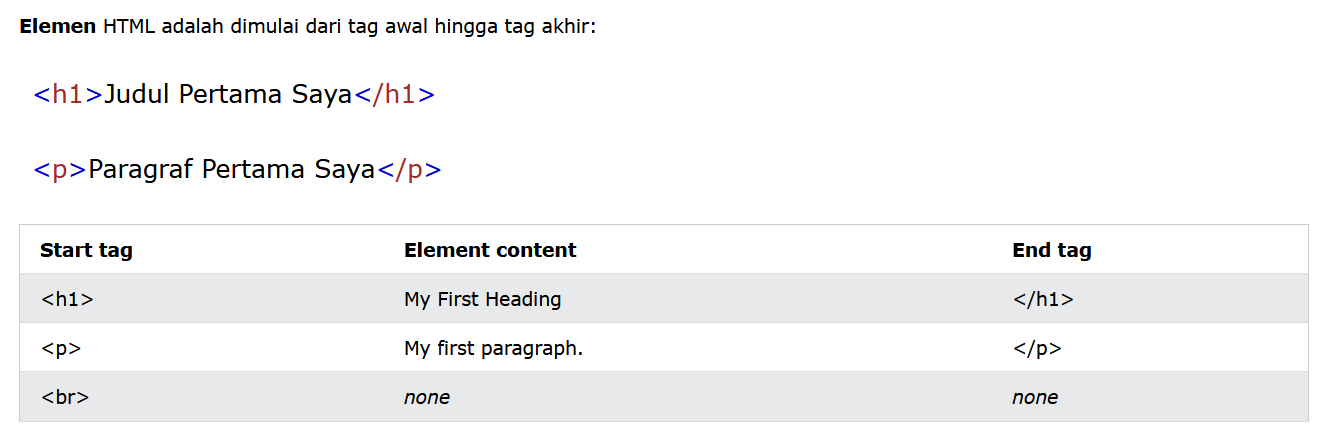 Elemen HTML adalah dimulai dari tag awal hingga tag akhir:
<h1>Judul Pertama Saya</h1>
<p>Paragraf Pertama Saya</p>
Start tag Element content End tag
<h1> My First Heading </h1>
<p> My first paragraph. </p>
<br> none none